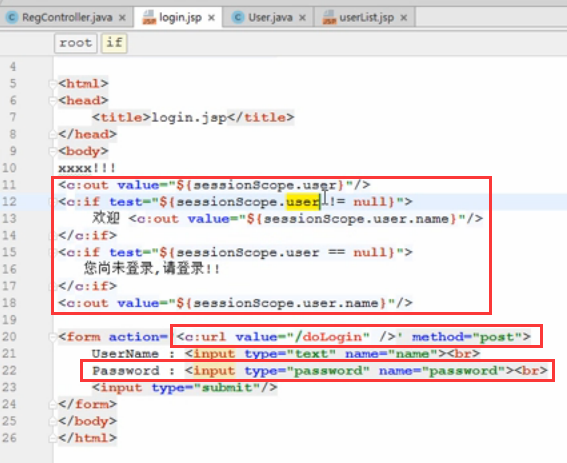 RegController.java × login.jsp × User.java × userList.jsp ×
root if
4
5 <html>
6 <head>
7 <title>login.jsp</title>
8 </head>
9 <body>
10 xxxx!!!
11 <c:out value="${sessionScope.user}"/>
12 <c:if test="${sessionScope.user != null}">
13 欢迎 <c:out value="${sessionScope.user.name}"/>
14 </c:if>
15 <c:if test="${sessionScope.user == null}">
16 您尚未登录,请登录!!
17 </c:if>
18 <c:out value="${sessionScope.user.name}"/>
19
20 <form action='<c:url value="/doLogin" />' method="post">
21 UserName : <input type="text" name="name"><br>
22 Password : <input type="password" name="password"><br>
23 <input type="submit"/>
24 </form>
25 </body>
26 </html>